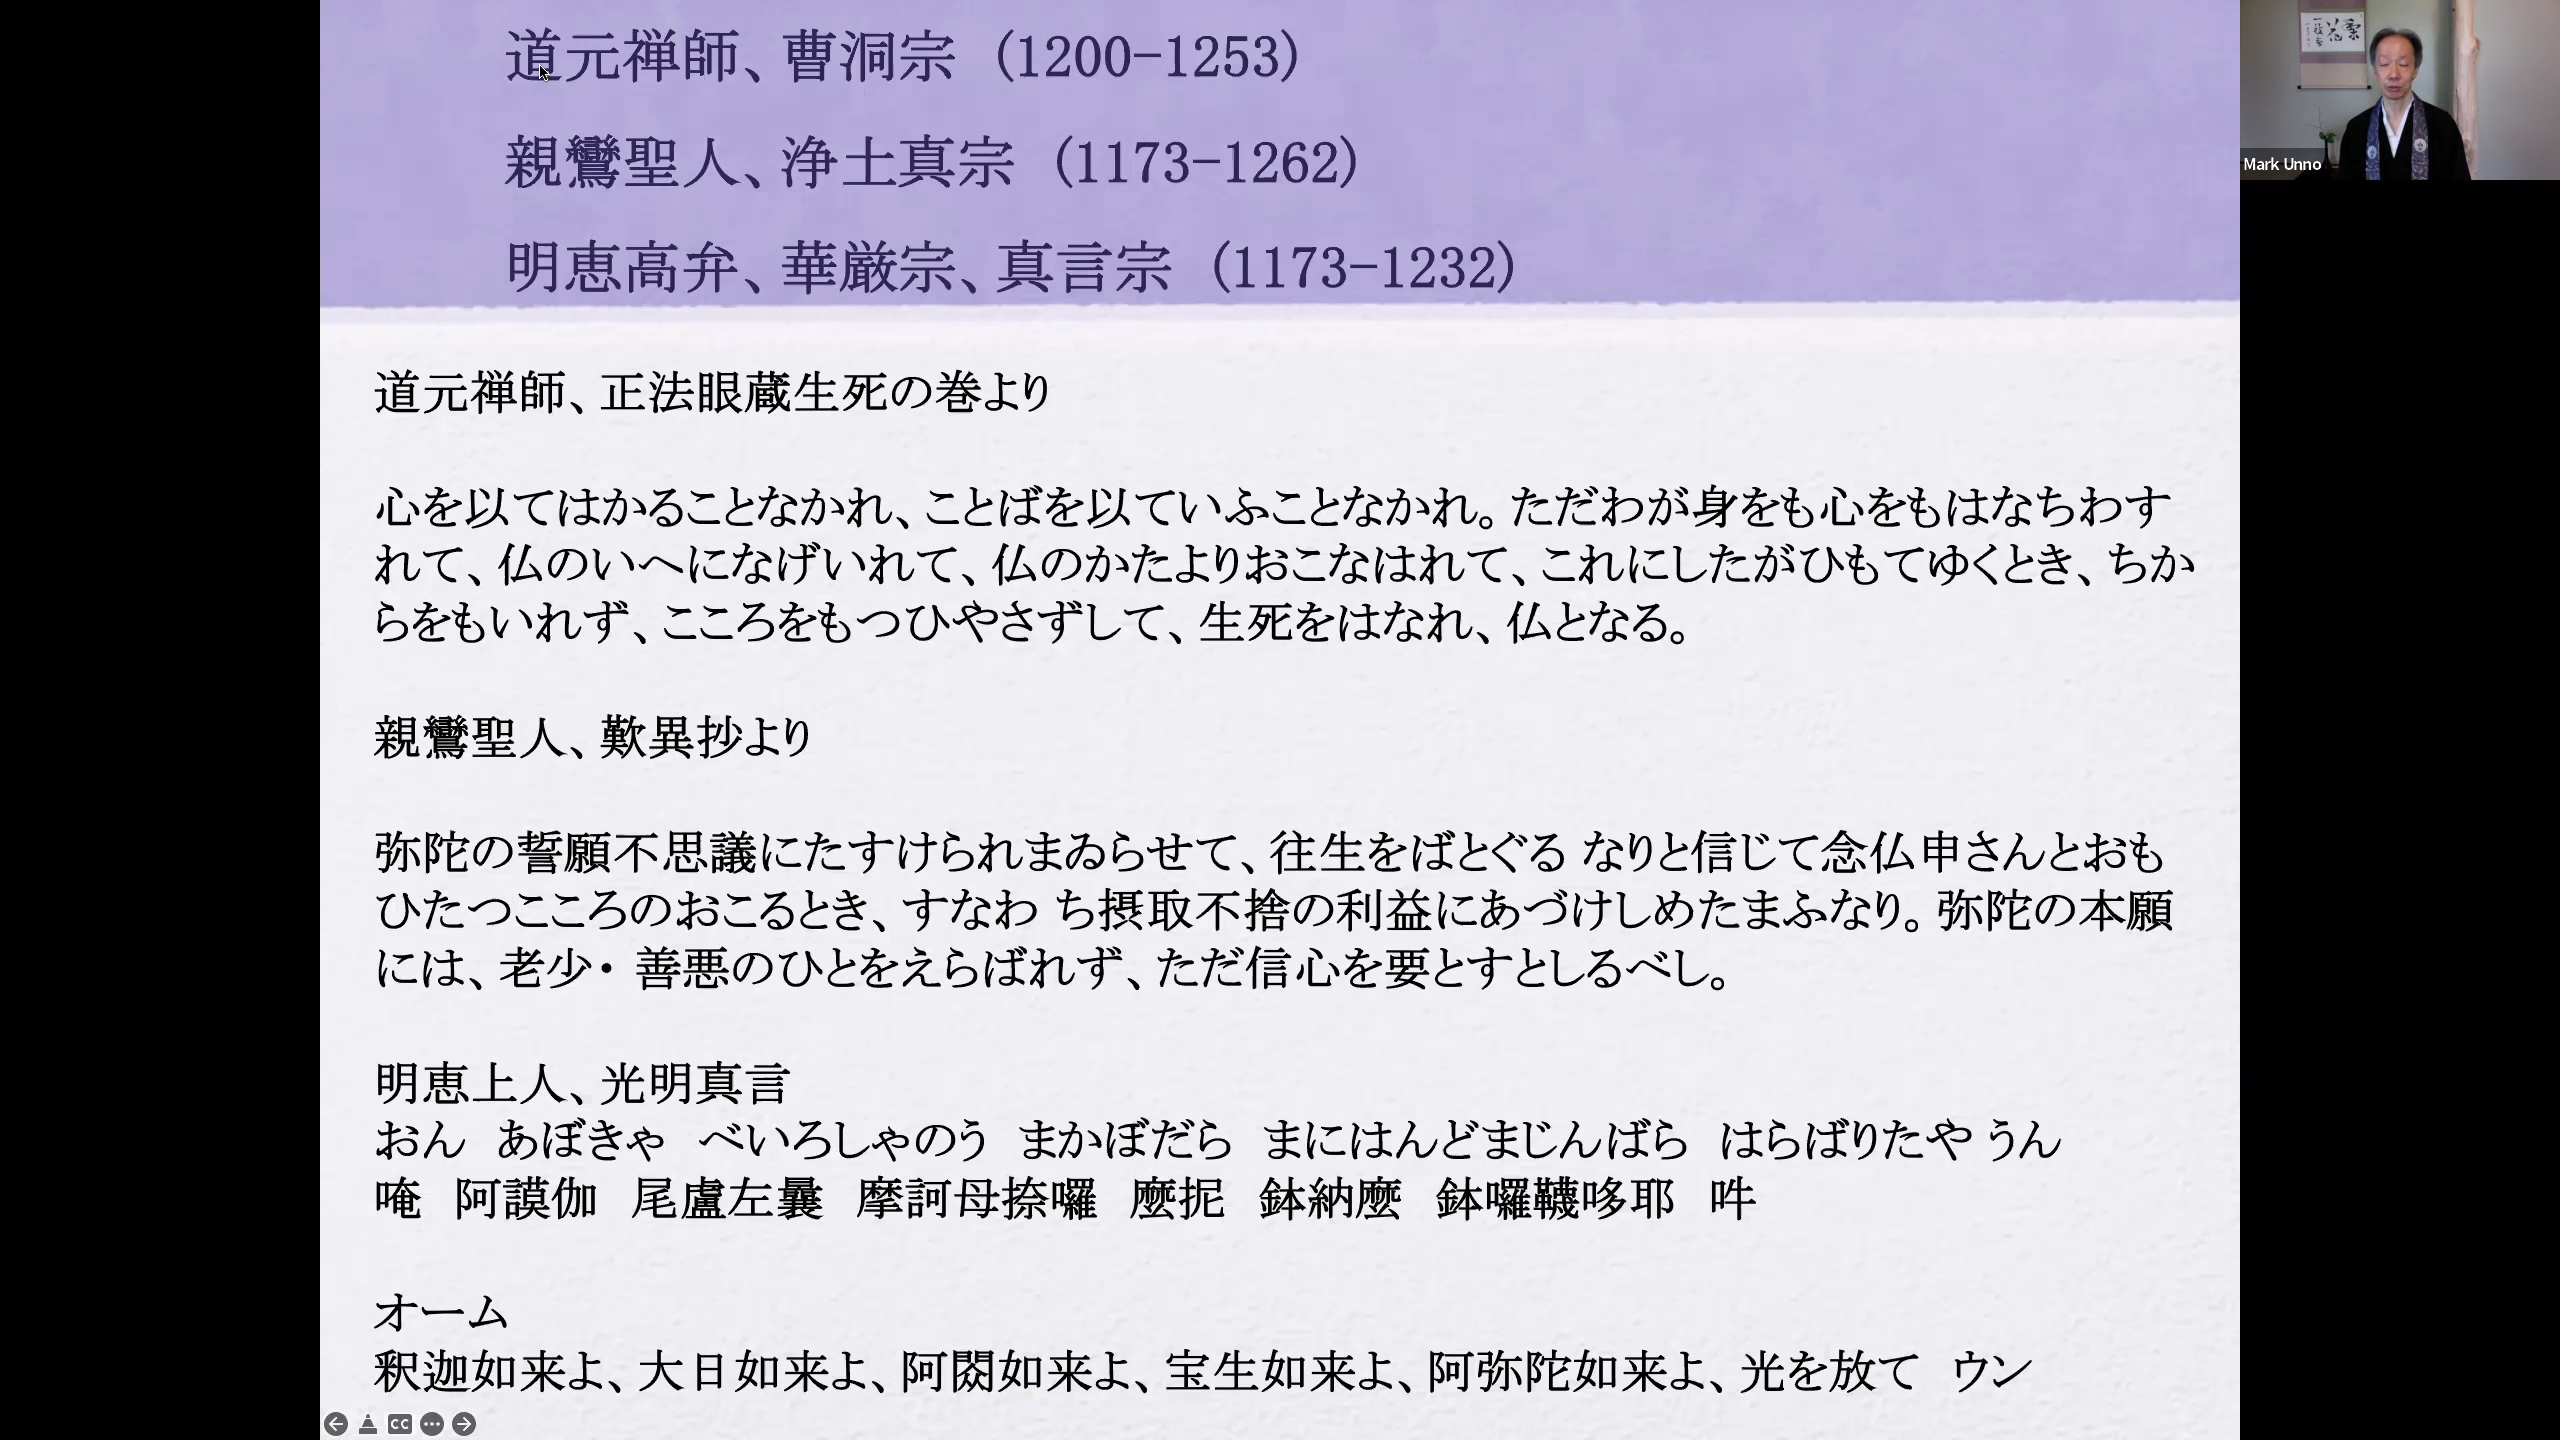 道元禅師、曹洞宗 (1200-1253)
親鸞聖人、浄土真宗 (1173-1262)
明恵高弁、華厳宗、真言宗 (1173-1232)
Mark Unno
道元禅師、正法眼蔵生死の巻より
心を以てはかることなかれ、ことばを以ていふことなかれ。ただわが身をも心をもはなちわす
れて、仏のいへになげいれて、仏のかたよりおこなはれて、これにしたがひもてゆくとき、ちか
らをもいれず、こころをもつひやさずして、生死をはなれ、仏となる。
親鸞聖人、歎異抄より
弥陀の誓願不思議にたすけられまゐらせて、往生をばとぐる なりと信じて念仏申さんとおも
ひたつこころのおこるとき、すなわ ち摂取不捨の利益にあづけしめたまふなり。弥陀の本願
には、老少・ 善悪のひとをえらばれず、ただ信心を要とすとしるべし。
明恵上人、光明真言
おん　あぼきゃ　べいろしゃのう　まかぼだら　まにはんどまじんばら　はらばりたや うん
唵　阿謨伽　尾盧左曩　摩訶母捺囉　麼抳　鉢納麼　鉢囉韈哆耶　吽
オーム
釈迦如来よ、大日如来よ、阿閦如来よ、宝生如来よ、阿弥陀如来よ、光を放て　ウン
CC